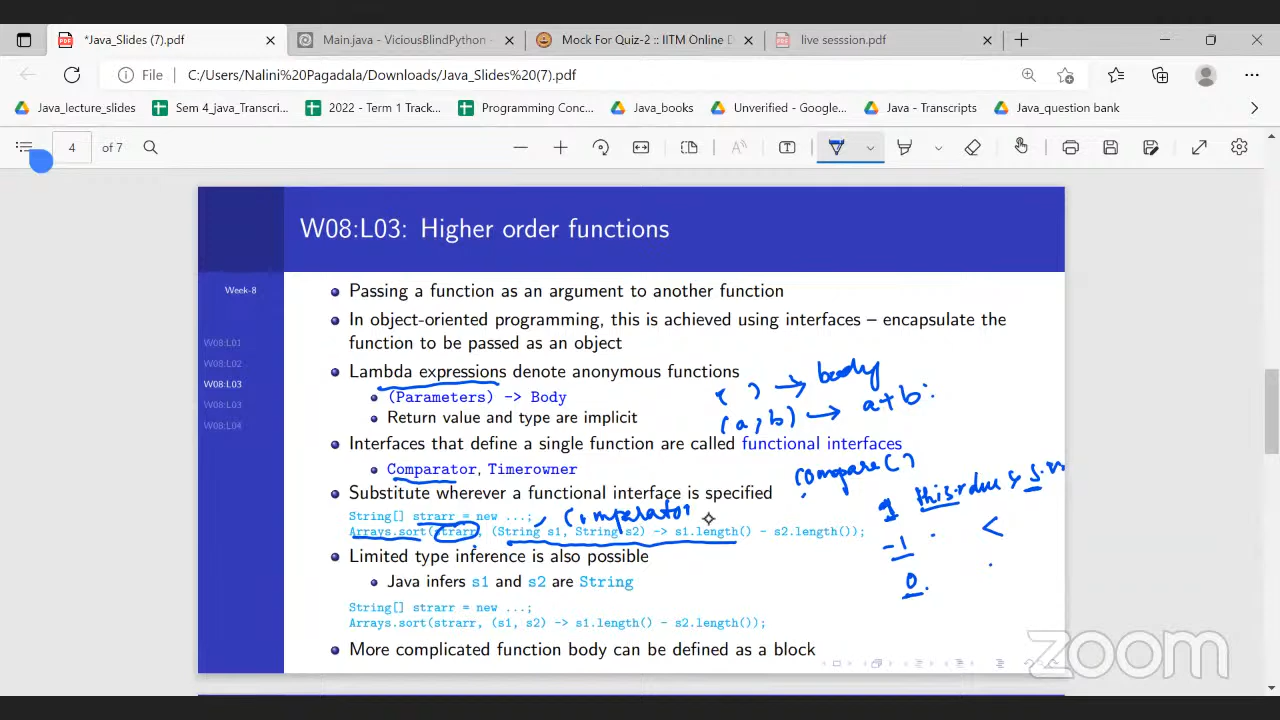 *Java_Slides (7).pdf
Main.java - ViciousBlindPython -
Mock For Quiz-2 :: IITM Online D
live sesssion.pdf
File
C:/Users/Nalini%20Pagadala/Downloads/Java_Slides%20(7).pdf
Java_lecture_slides
Sem 4_java_Transcri...
2022 - Term 1 Track...
Programming Conc...
Java_books
Unverified - Google...
Java - Transcripts
Java_question bank
4 of 7
W08:L03: Higher order functions
Week-8
W08:L01
W08:L02
W08:L03
W08:L03
W08:L04
Passing a function as an argument to another function
In object-oriented programming, this is achieved using interfaces – encapsulate the
function to be passed as an object
Lambda expressions denote anonymous functions
(Parameters) -> Body
Return value and type are implicit
( ) → body
(a, b) → a+b;
Interfaces that define a single function are called functional interfaces
Comparator, Timerowner
compare()
Substitute wherever a functional interface is specified
String[] strarr = new ...;
Comparator
Arrays.sort(strarr, (String s1, String s2) -> s1.length() - s2.length());
<
-1
0
Limited type inference is also possible
Java infers s1 and s2 are String
String[] strarr = new ...;
Arrays.sort(strarr, (s1, s2) -> s1.length() - s2.length());
More complicated function body can be defined as a block
zoom